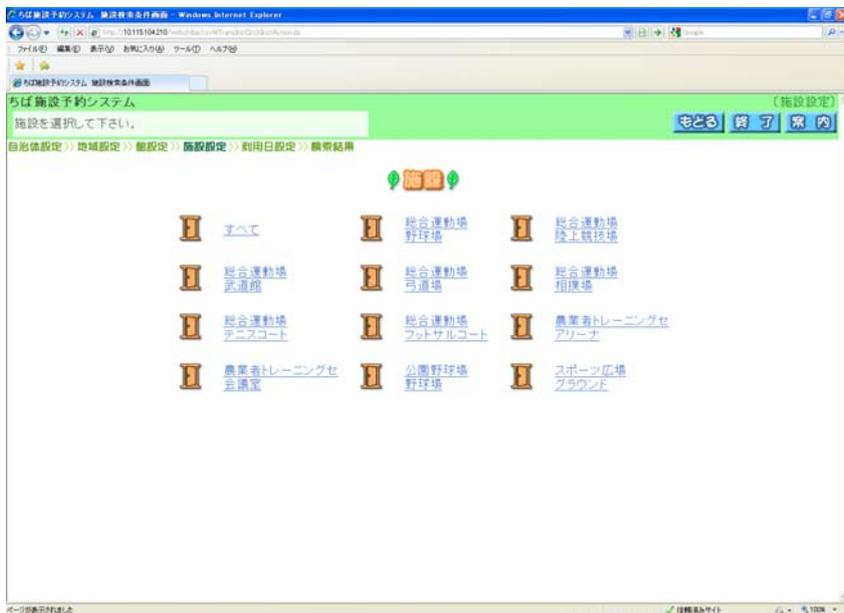 ちば施設予約システム 施設検索条件画面 - Windows Internet Explorer
ファイル(F) 編集(E) 表示(V) お気に入り(A) ツール(T) ヘルプ(H)
ちば施設予約システム 施設検索条件画面
ちば施設予約システム
〔施設設定〕
施設を選択して下さい。
もどる 終了 案内
自治体設定>>地域設定>>館設定>>施設設定>>利用日設定>>検索結果
施設
すべて
総合運動場
野球場
総合運動場
陸上競技場
総合運動場
武道館
総合運動場
弓道場
総合運動場
相撲場
総合運動場
テニスコート
総合運動場
フットサルコート
農業者トレーニングセ
アリーナ
農業者トレーニングセ
会議室
公園野球場
野球場
スポーツ広場
グラウンド
ページが表示されました
信頼済みサイト
100%